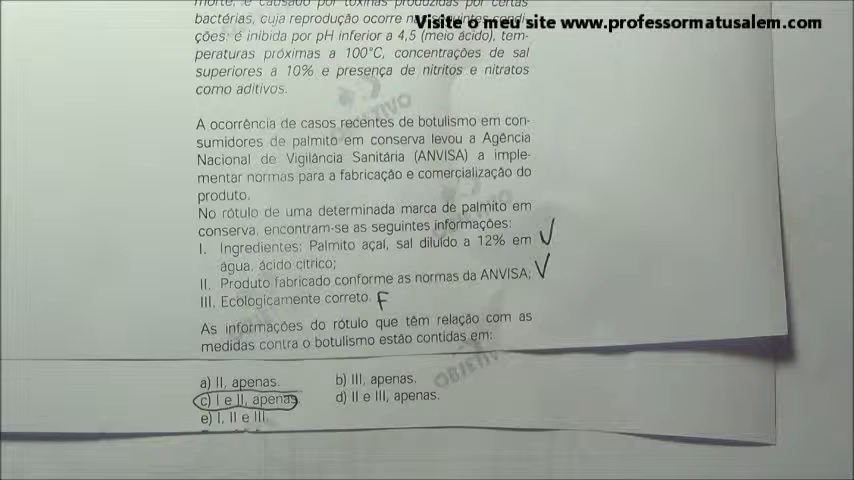 Visite o meu site www.professormatusalem.com
morte, é causado por toxinas produzidas por certas
bactérias, cuja reprodução ocorre nas seguintes condi-
ções: é inibida por pH inferior a 4,5 (meio ácido), tem-
peraturas próximas a 100°C, concentrações de sal
superiores a 10% e presença de nitritos e nitratos
como aditivos.
A ocorrência de casos recentes de botulismo em con-
sumidores de palmito em conserva levou a Agência
Nacional de Vigilância Sanitária (ANVISA) a imple-
mentar normas para a fabricação e comercialização do
produto.
No rótulo de uma determinada marca de palmito em
conserva, encontram-se as seguintes informações:
I. Ingredientes: Palmito açaí, sal diluído a 12% em V
água, ácido cítrico;
II. Produto fabricado conforme as normas da ANVISA; V
III. Ecologicamente correto. F
As informações do rótulo que têm relação com as
medidas contra o botulismo estão contidas em:
OBJETIVO
a) II, apenas. b) III, apenas.
c) I e II, apenas. d) II e III, apenas.
e) I, II e III.